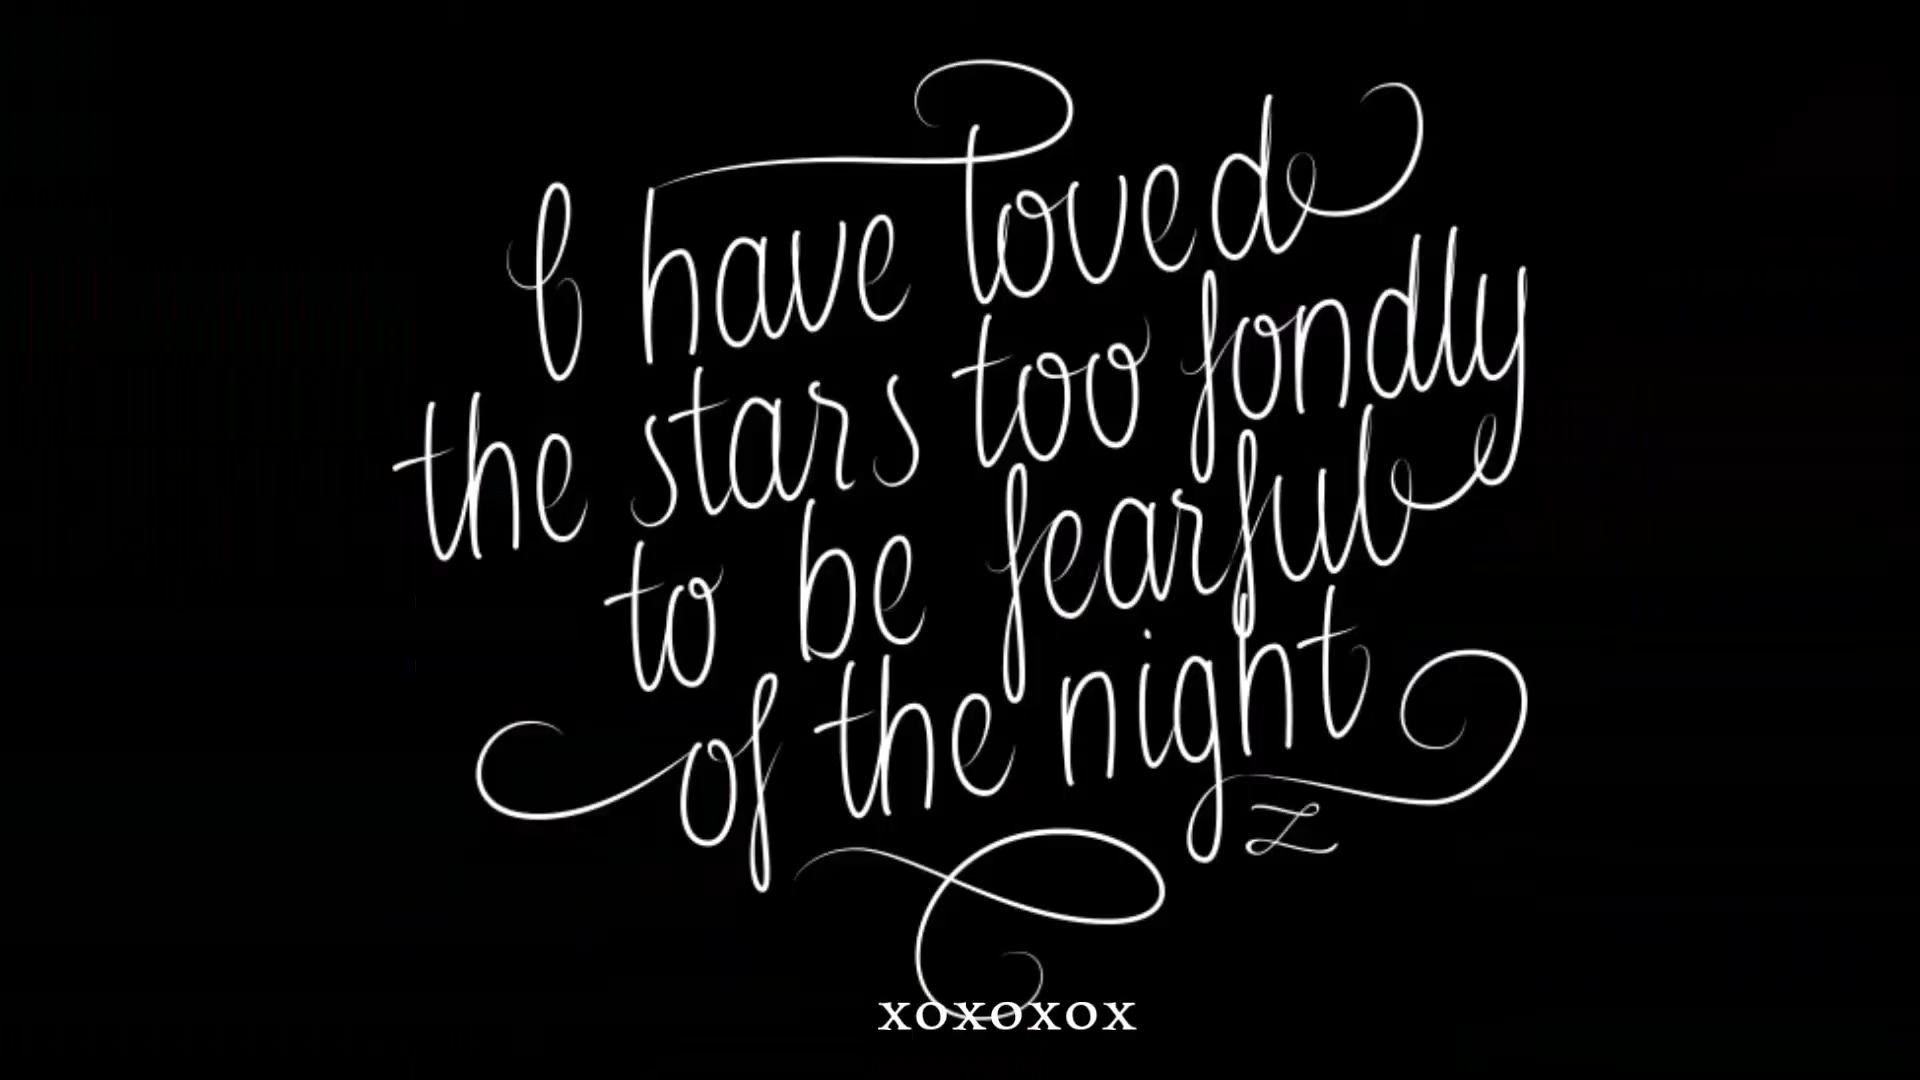 I have loved
the stars too fondly
to be fearful
of the night
Z
xoxoxox